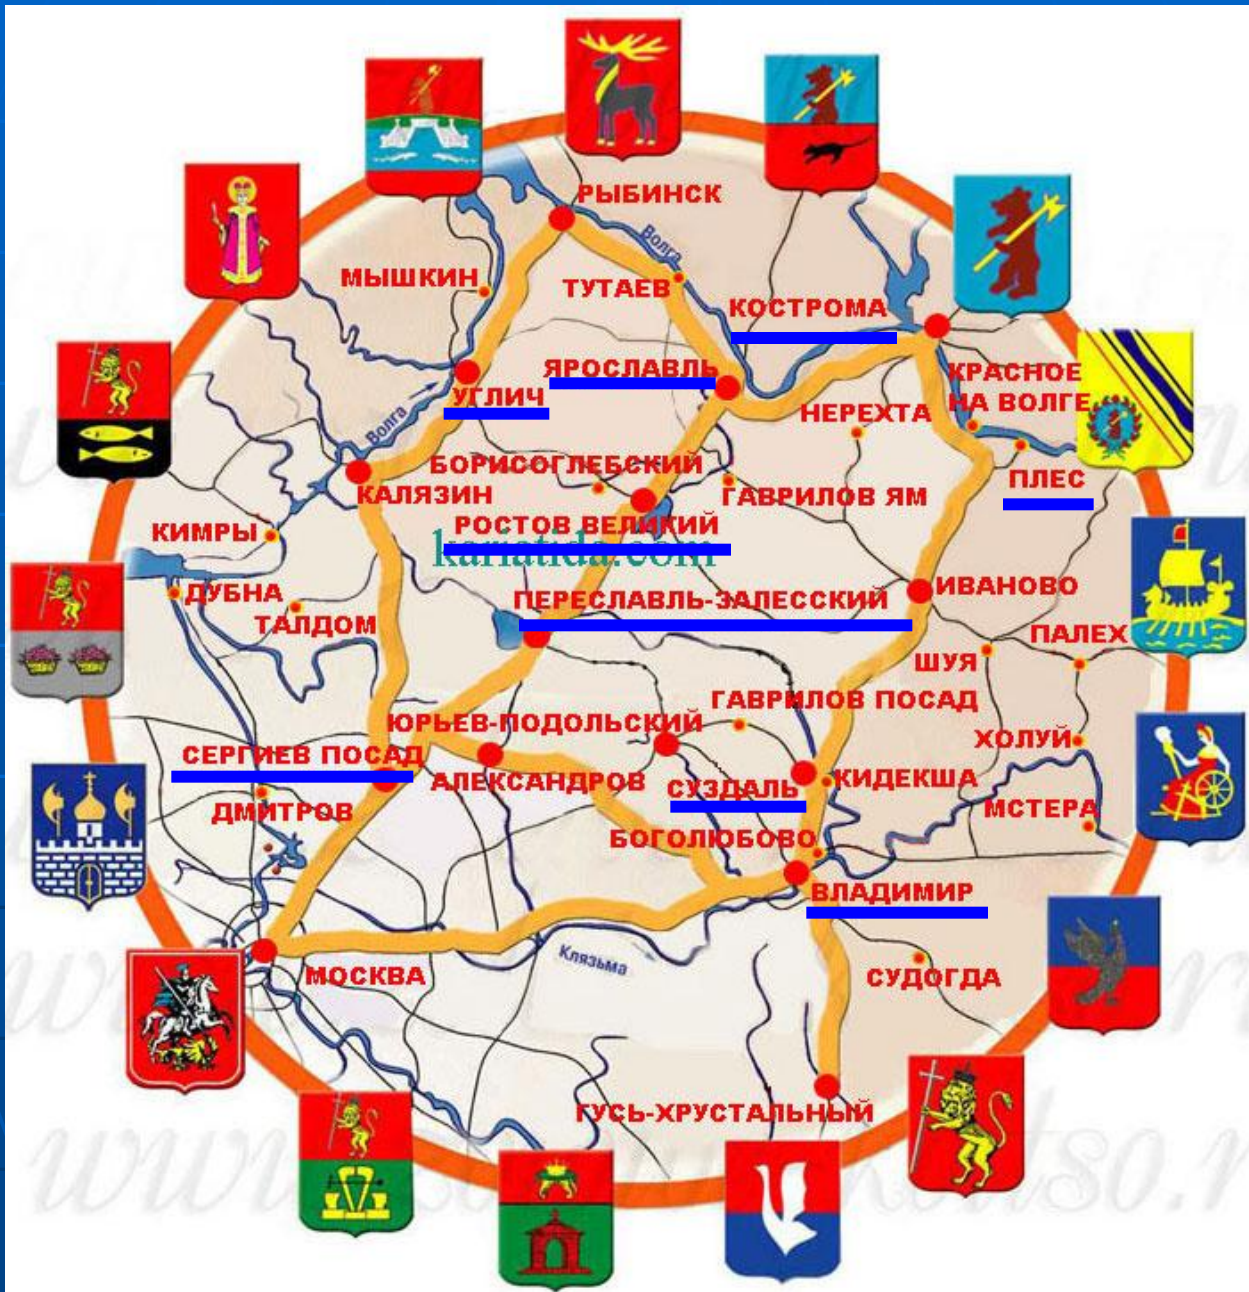 РЫБИНСК
Волга
МЫШКИН
ТУТАЕВ
КОСТРОМА
ЯРОСЛАВЛЬ
УГЛИЧ
КРАСНОЕ
НА ВОЛГЕ
НЕРЕХТА
Волга
БОРИСОГЛЕБСКИЙ
ПЛЕС
КАЛЯЗИН
ГАВРИЛОВ ЯМ
РОСТОВ ВЕЛИКИЙ
КИМРЫ
kariatida.com
ДУБНА
ИВАНОВО
ПЕРЕСЛАВЛЬ-ЗАЛЕССКИЙ
ТАЛДОМ
ПАЛЕХ
ШУЯ
ГАВРИЛОВ ПОСАД
ЮРЬЕВ-ПОДОЛЬСКИЙ
ХОЛУЙ
СЕРГИЕВ ПОСАД
АЛЕКСАНДРОВ
КИДЕКША
СУЗДАЛЬ
ДМИТРОВ
МСТЕРА
БОГОЛЮБОВО
ВЛАДИМИР
Клязьма
МОСКВА
СУДОГДА
ГУСЬ-ХРУСТАЛЬНЫЙ